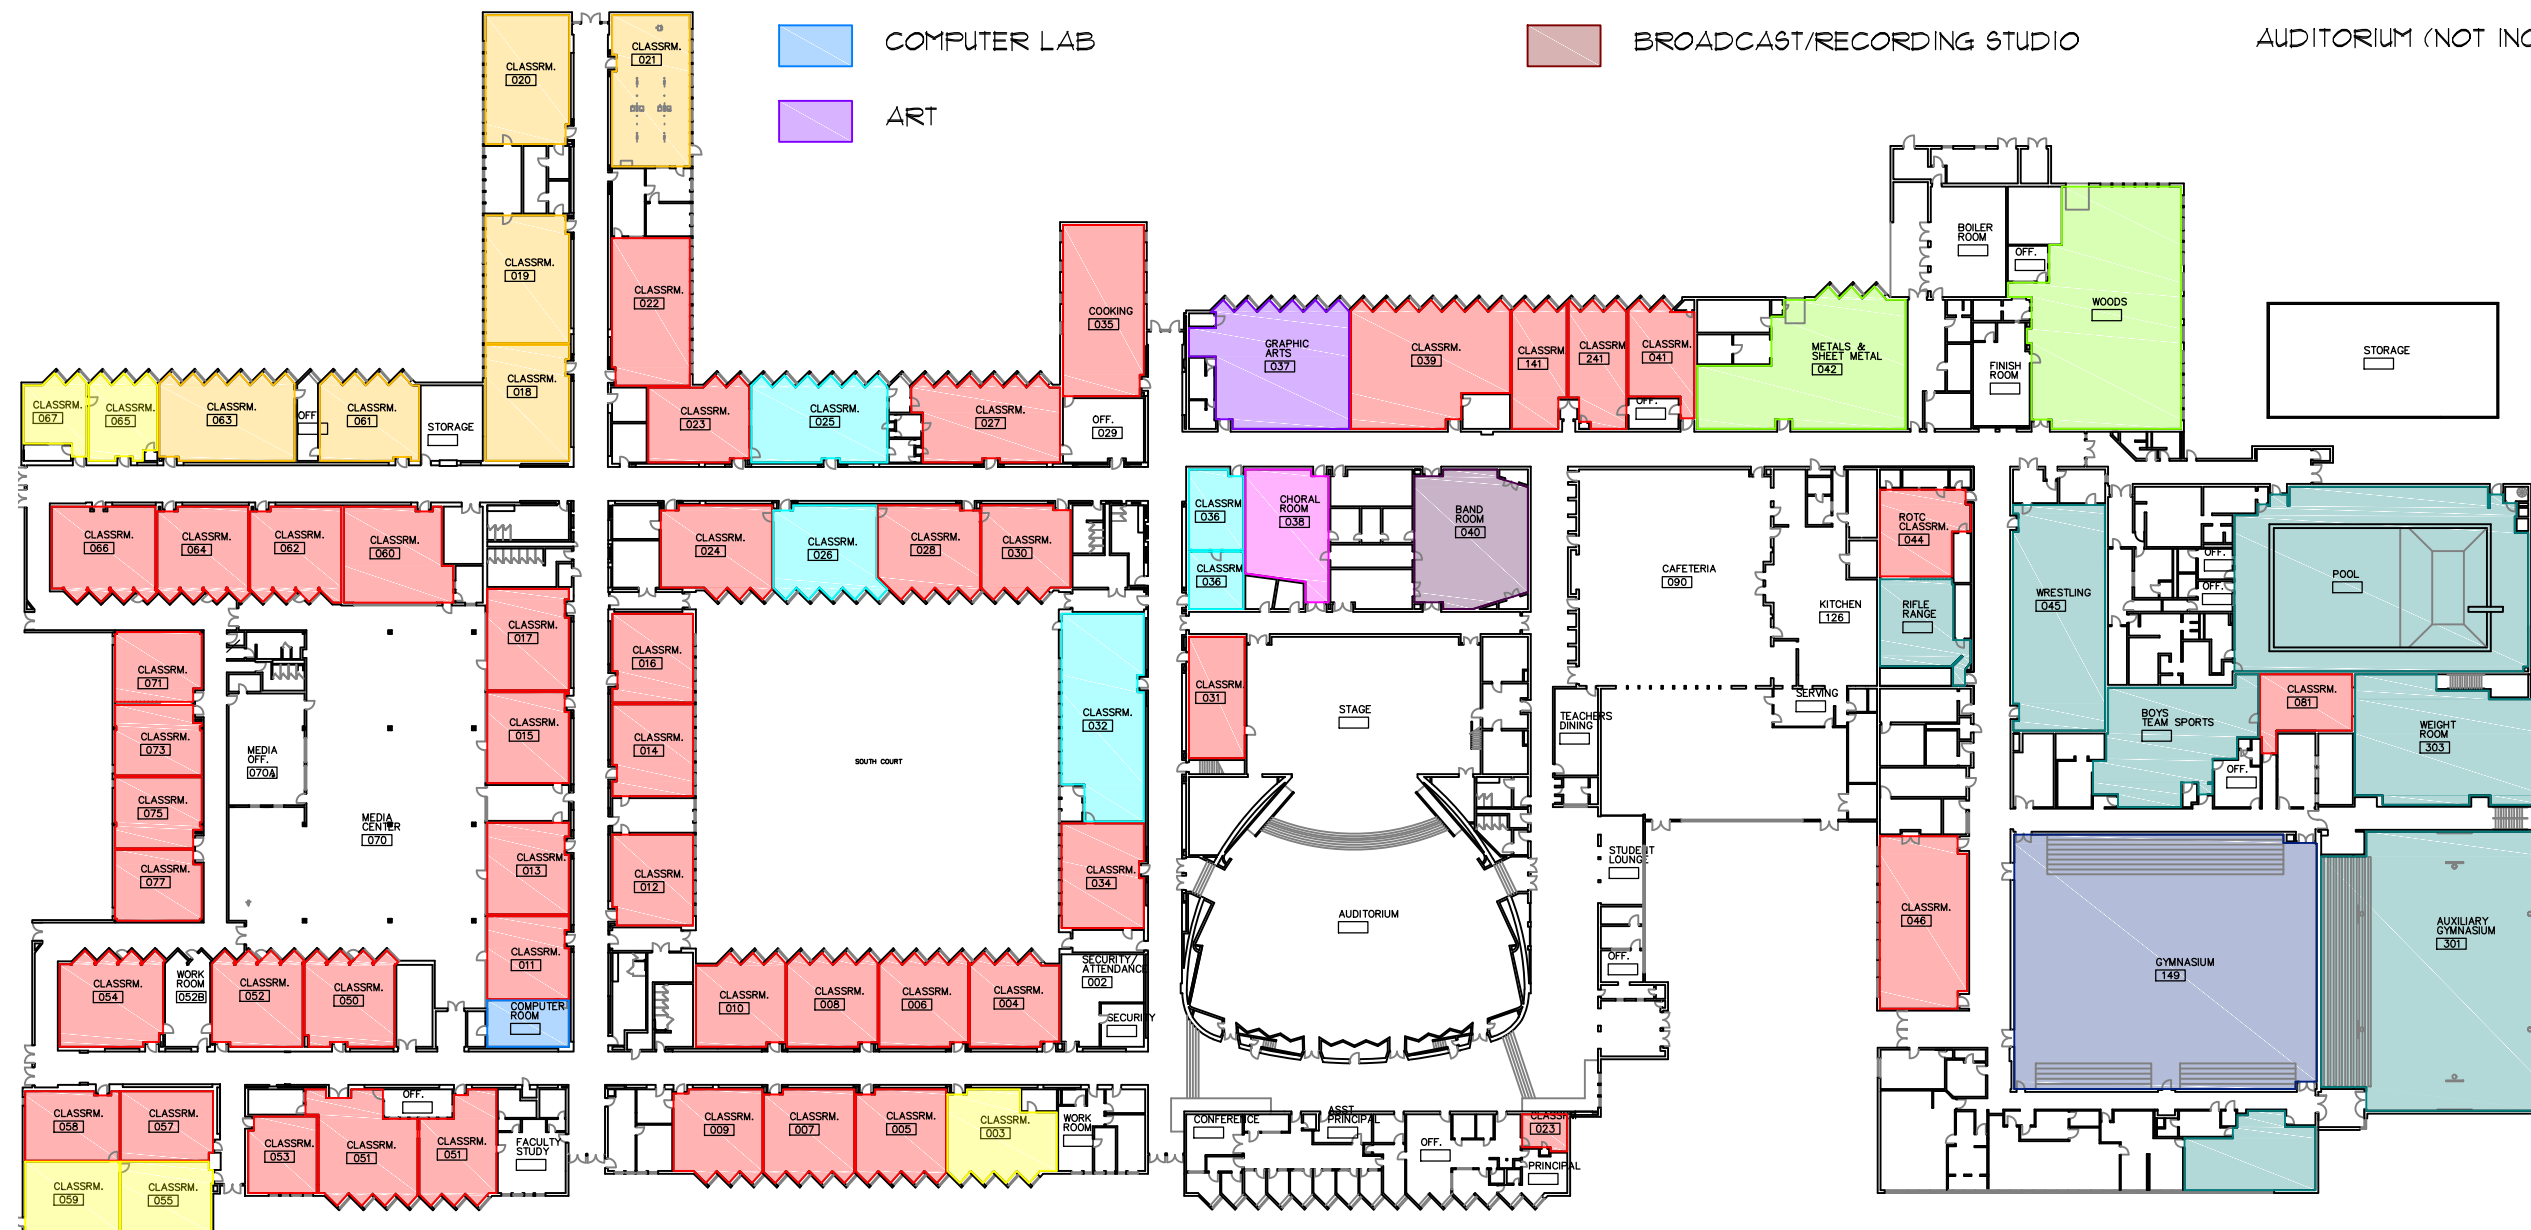 COMPUTER LAB
BROADCAST/RECORDING STUDIO
AUDITORIUM (NOT INC
ART
CLASSRM.
020
CLASSRM.
021
CLASSRM.
019
CLASSRM.
022
CLASSRM.
018
COOKING
035
BOILER
ROOM
OFF.
WOODS
STORAGE
CLASSRM.
067
CLASSRM.
065
CLASSRM.
063
OFF
CLASSRM.
061
STORAGE
CLASSRM.
023
CLASSRM.
025
CLASSRM.
027
OFF.
029
GRAPHIC
ARTS
037
CLASSRM.
039
CLASSRM
141
CLASSRM
241
CLASSRM.
041
OFF.
METALS &
SHEET METAL
042
FINISH
ROOM
CLASSRM.
066
CLASSRM.
064
CLASSRM.
062
CLASSRM.
060
CLASSRM.
024
CLASSRM.
026
CLASSRM.
028
CLASSRM.
030
CLASSRM
036
CLASSRM
036
CHORAL
ROOM
038
BAND
ROOM
040
CAFETERIA
090
KITCHEN
126
ROTC
CLASSRM.
044
RIFLE
RANGE
WRESTLING
045
OFF.
OFF.
POOL
CLASSRM.
017
CLASSRM.
016
CLASSRM.
071
CLASSRM.
073
CLASSRM.
075
CLASSRM.
077
MEDIA
OFF.
070A
MEDIA
CENTER
070
CLASSRM.
015
CLASSRM.
014
CLASSRM.
013
CLASSRM.
012
CLASSRM.
011
COMPUTER
ROOM
SOUTH COURT
CLASSRM.
032
CLASSRM.
034
CLASSRM.
031
STAGE
AUDITORIUM
TEACHERS
DINING
SERVING
STUDENT
LOUNGE
OFF.
CLASSRM.
046
BOYS
TEAM SPORTS
OFF.
CLASSRM.
081
WEIGHT
ROOM
303
GYMNASIUM
149
AUXILIARY
GYMNASIUM
301
CLASSRM.
054
WORK
ROOM
052B
CLASSRM.
052
CLASSRM.
050
CLASSRM.
010
CLASSRM.
008
CLASSRM.
006
CLASSRM.
004
SECURITY/
ATTENDANCE
002
SECURITY
CLASSRM.
058
CLASSRM.
057
CLASSRM.
059
CLASSRM.
055
CLASSRM.
053
CLASSRM.
051
OFF.
CLASSRM.
051
FACULTY
STUDY
CLASSRM.
009
CLASSRM.
007
CLASSRM.
005
CLASSRM.
003
WORK
ROOM
CONFERENCE
ASST
PRINCIPAL
OFF.
CLASSRM
023
PRINCIPAL